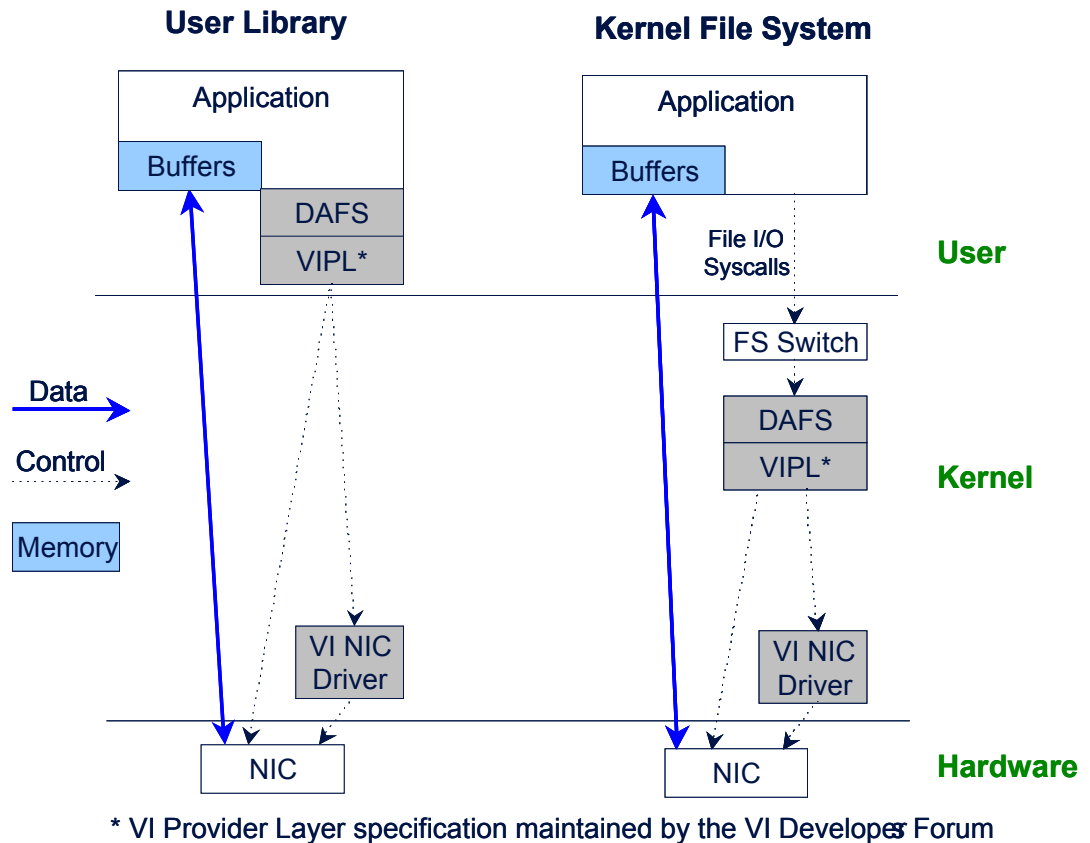 User Library
Kernel File System
Application
Buffers
DAFS
VIPL*
Application
Buffers
File I/O
Syscalls
User
FS Switch
DAFS
VIPL*
Kernel
Data
Control
Memory
VI NIC
Driver
VI NIC
Driver
NIC
NIC
Hardware
* VI Provider Layer specification maintained by the VI Developers Forum